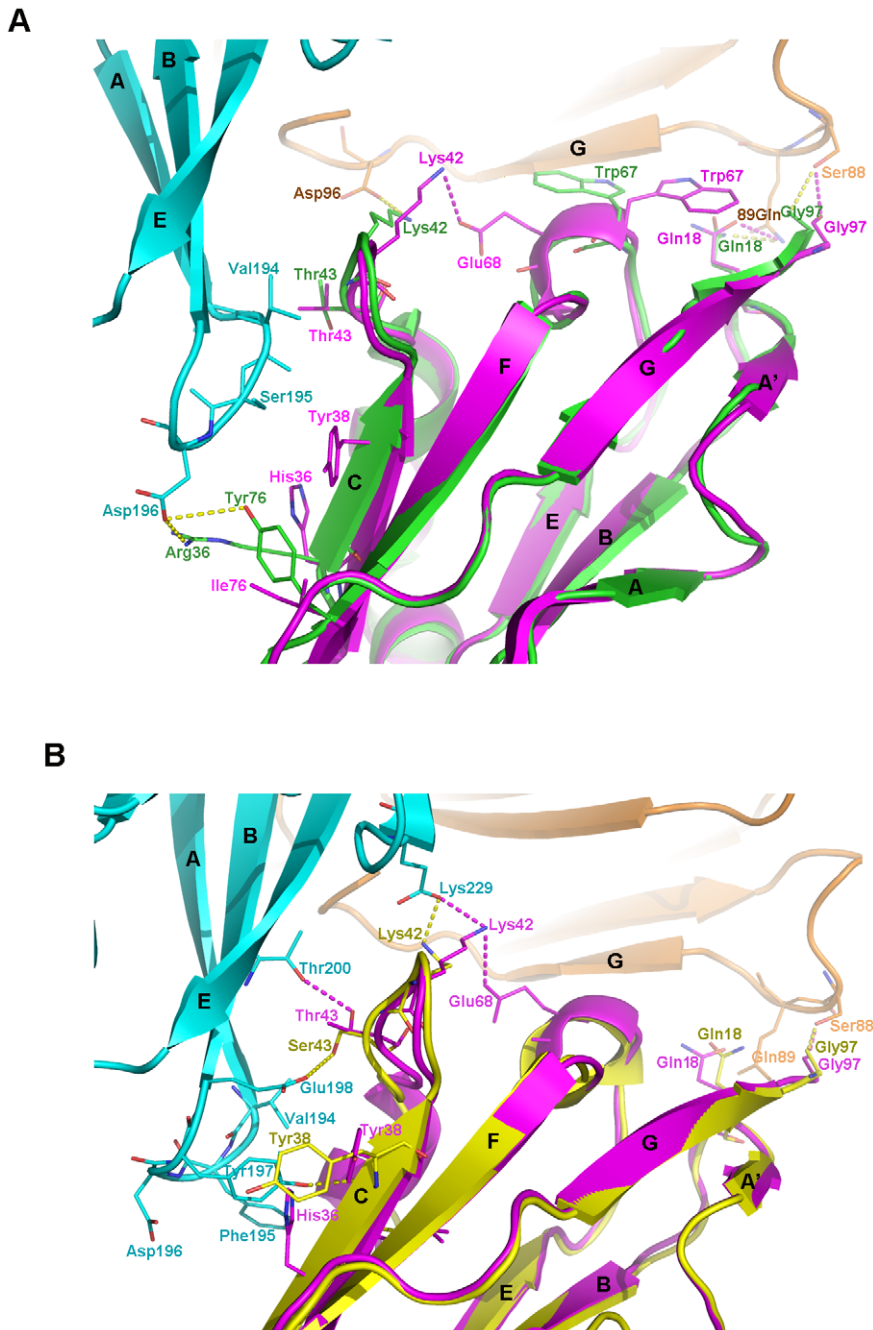 A
B
A
G
Lys42
Trp67
Trp67
Ser88
Asp96
E
Lys42
89Gln
Gly97
Gly97
Gln18
Gln18
Glu68
Val194
Thr43
Thr43
F
G
A'
Ser195
Tyr38
His36
C
Tyr76
Asp196
Arg36
E
B
Ile76
A
B
A
B
Lys229
Lys42
Lys42
G
Thr200
Glu68
E
Thr43
Ser88
Gln18
Gly97
Ser43
Gln18
Gln89
Gly97
Glu198
Val194
Tyr38
Tyr38
F
G
Tyr197
C
A'
His36
Phe195
Asp196
E
B